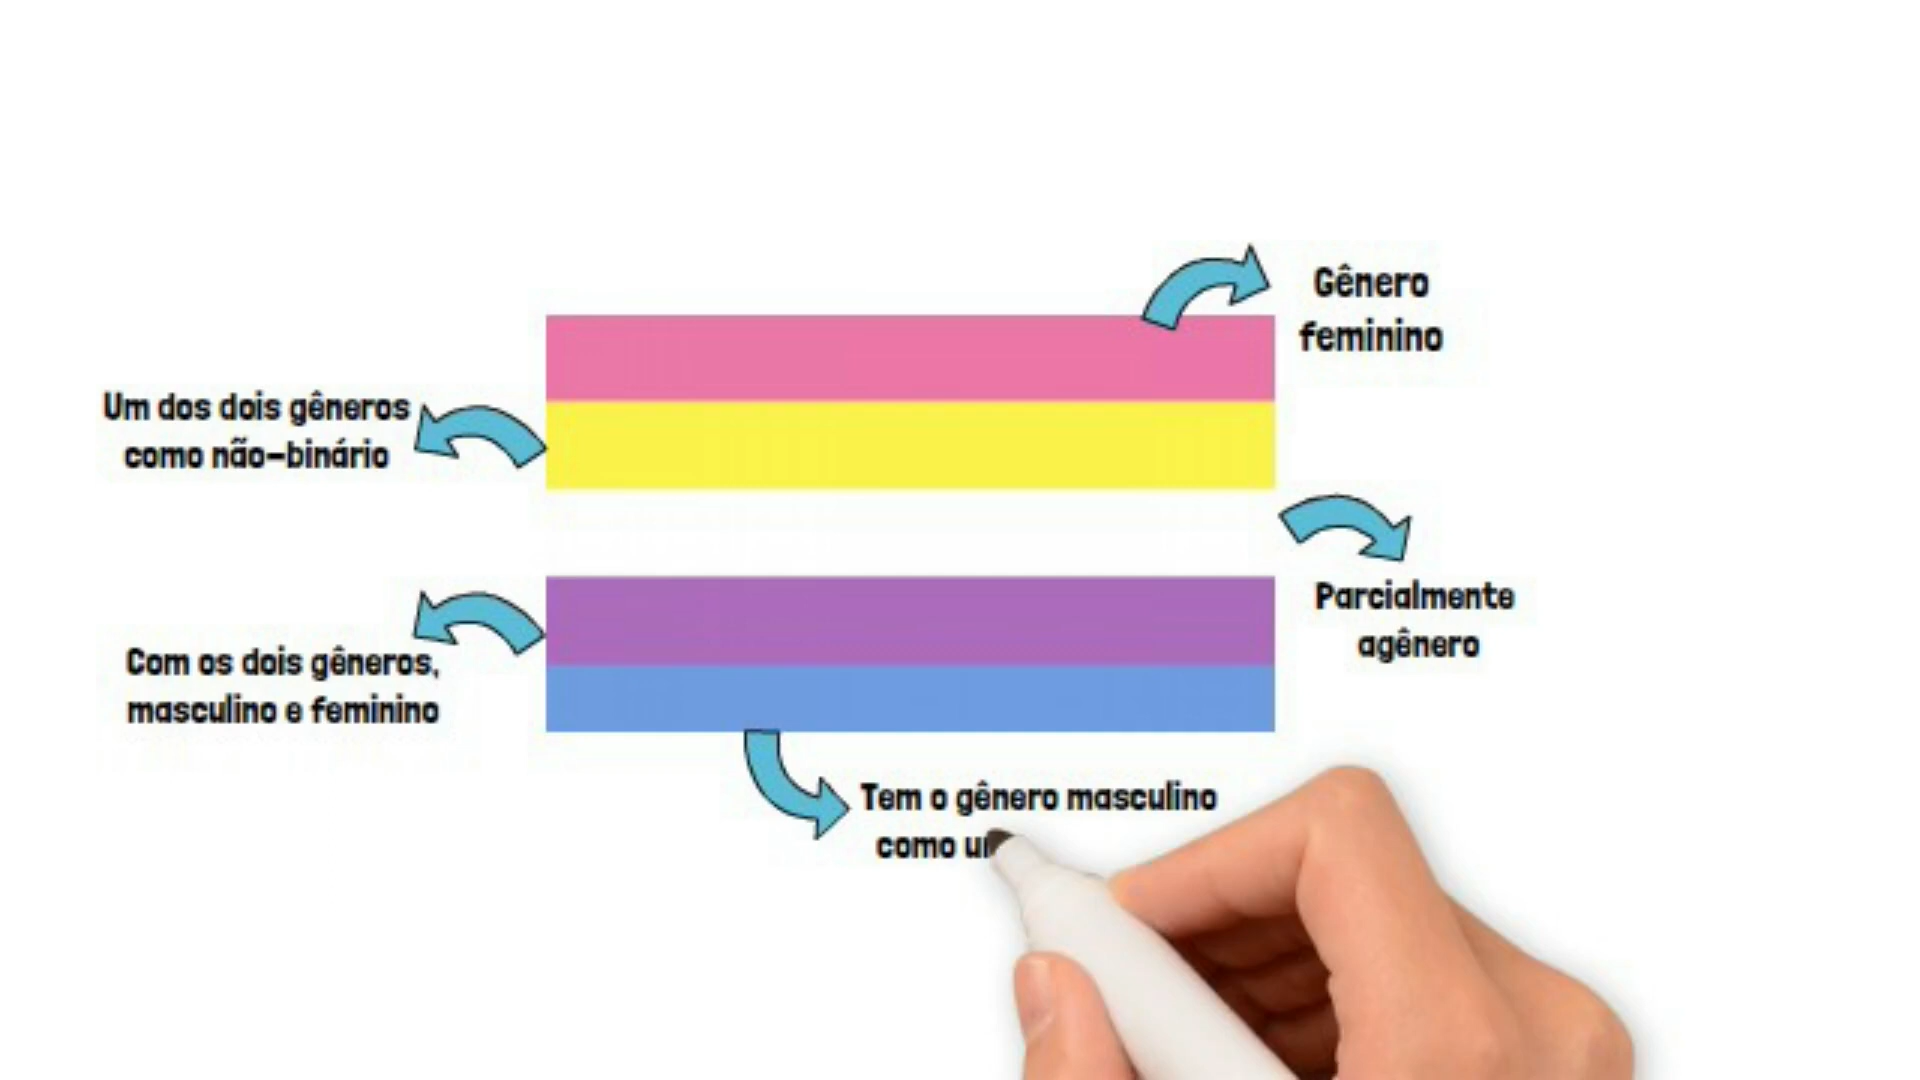 Gênero
feminino
Um dos dois gêneros
como não-binário
Parcialmente
agênero
Com os dois gêneros,
masculino e feminino
Tem o gênero masculino
como